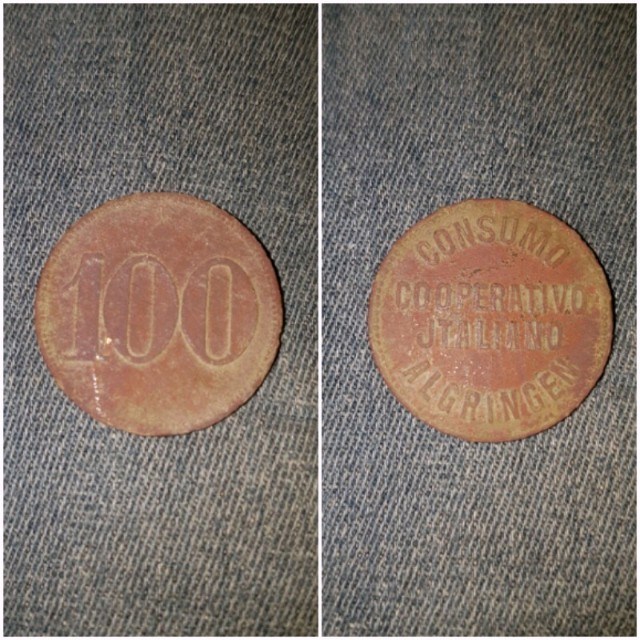 100
CONSUMO
COOPERATIVO
JTALIANO
ALGRINGEN